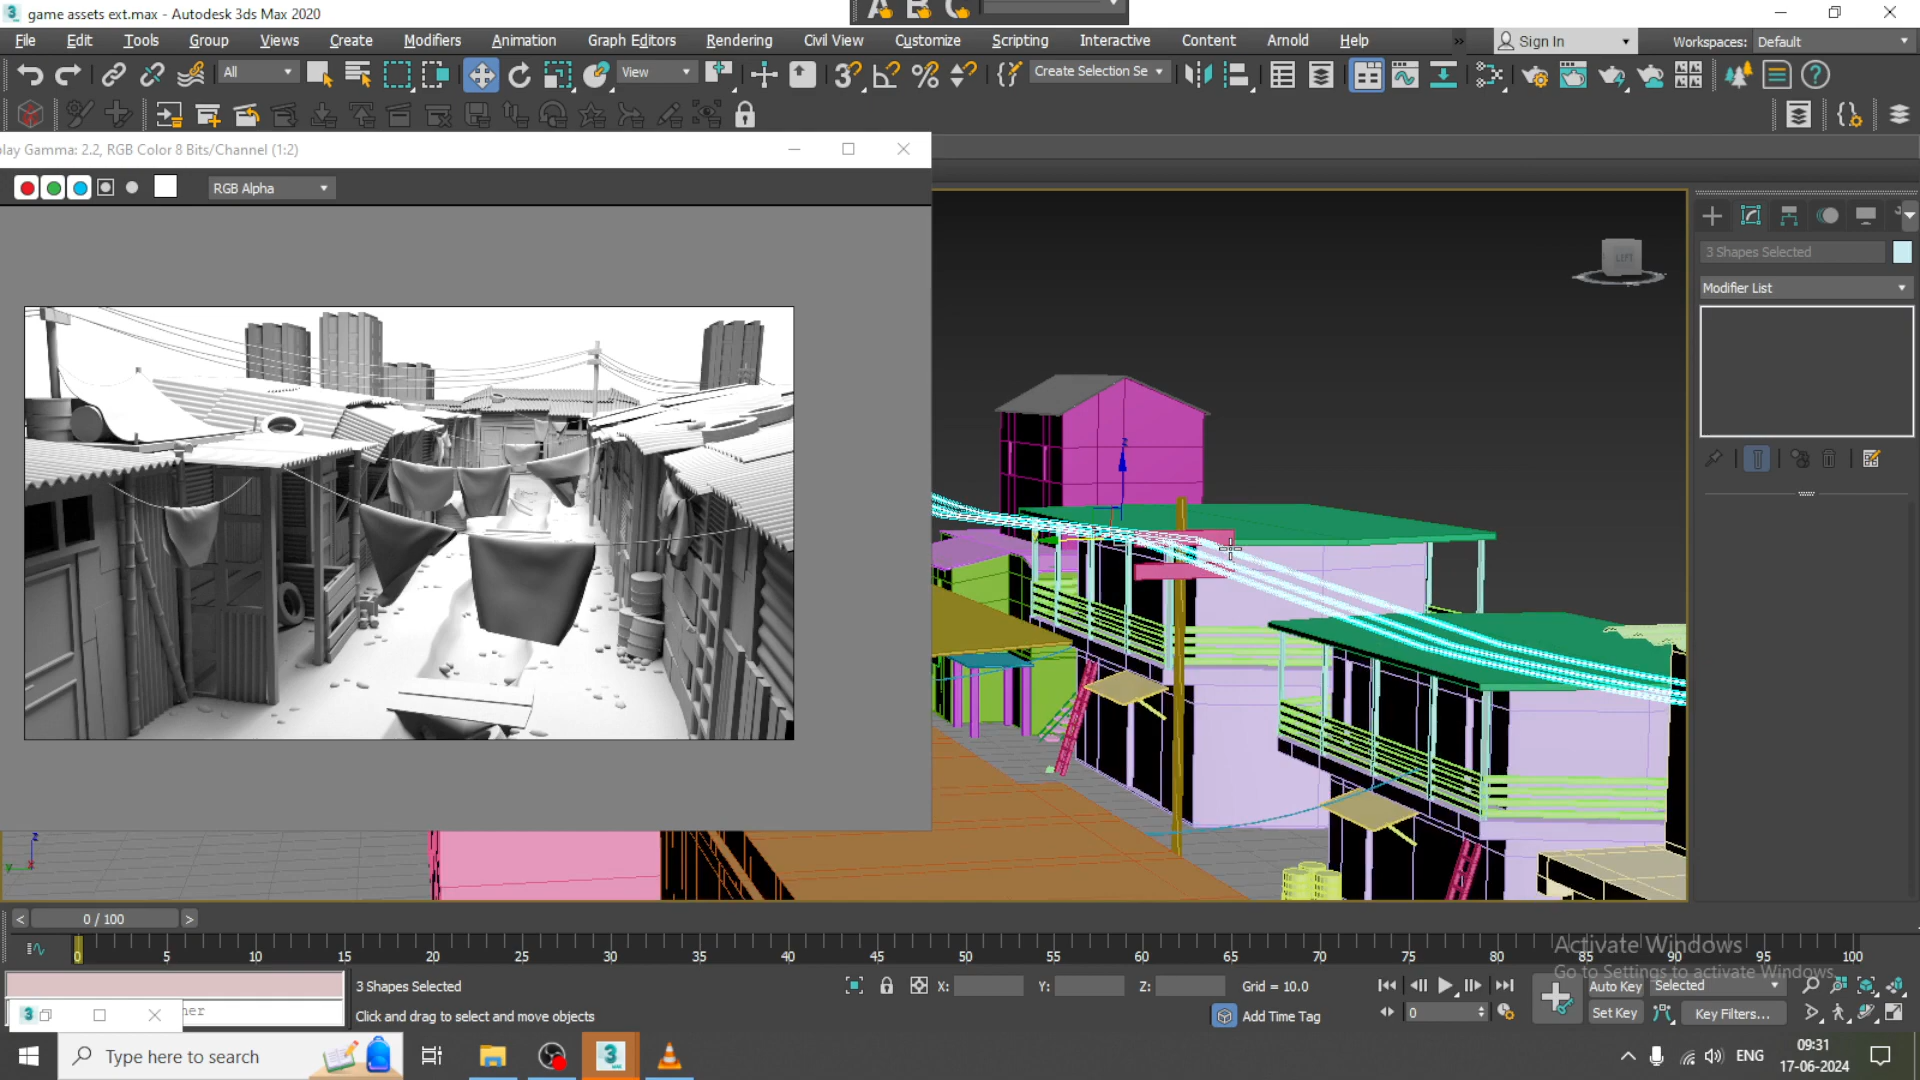 game assets ext.max - Autodesk 3ds Max 2020
File Edit Tools Group Views Create Modifiers Animation Graph Editors Rendering Civil View Customize Scripting Interactive Content Arnold Help
Sign In
Workspaces: Default
All
View
Create Selection Se
play Gamma: 2.2, RGB Color 8 Bits/Channel (1:2)
RGB Alpha
LEFT
3 Shapes Selected
Modifier List
z
z
y x
0 / 100
0 5 10 15 20 25 30 35 40 45 50 55 60 65 70 75 80 85 90 95 100
Activate Windows
Go to Settings to activate Windows.
3 Shapes Selected
X: Y: Z: Grid = 10.0
Auto Key Selected
Click and drag to select and move objects
Add Time Tag
0
Set Key Key Filters...
Type here to search
ENG
09:31
17-06-2024